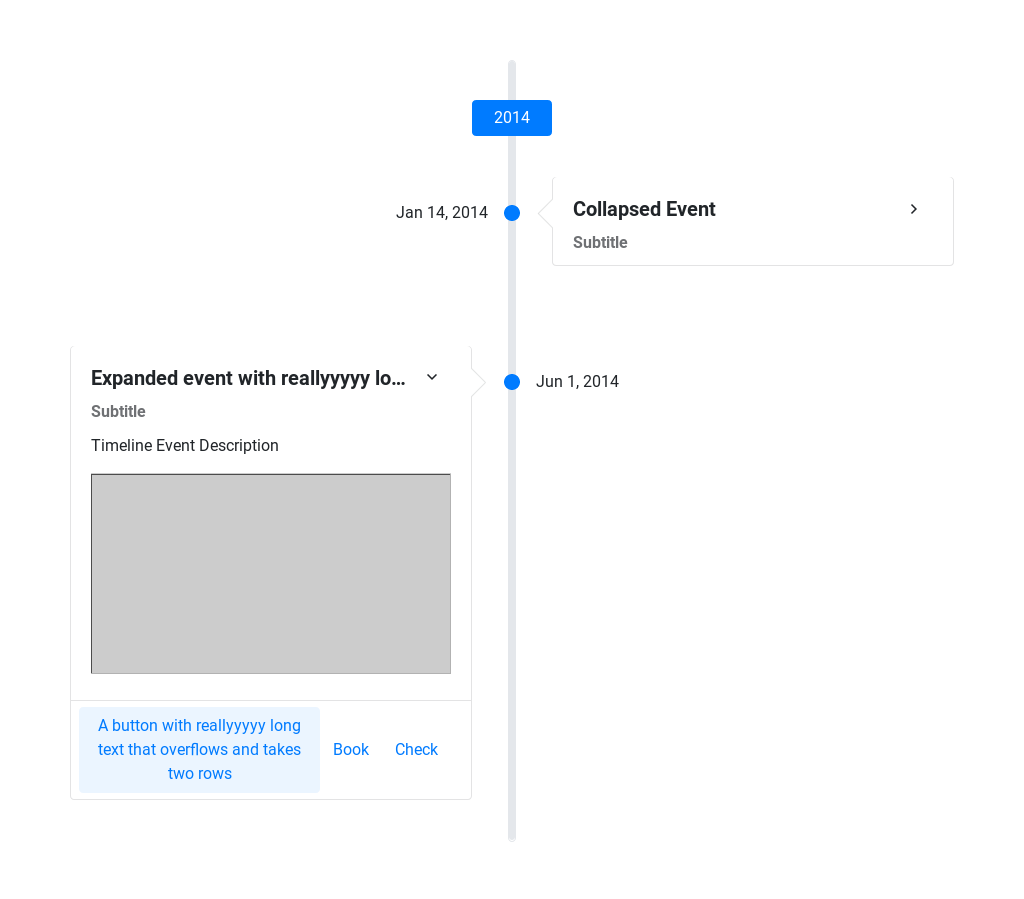 2014
Jan 14, 2014
Collapsed Event
Subtitle
Expanded event with reallyyyyy lo...
Subtitle
Jun 1, 2014
Timeline Event Description
A button with reallyyyyy long
text that overflows and takes
two rows
Book
Check